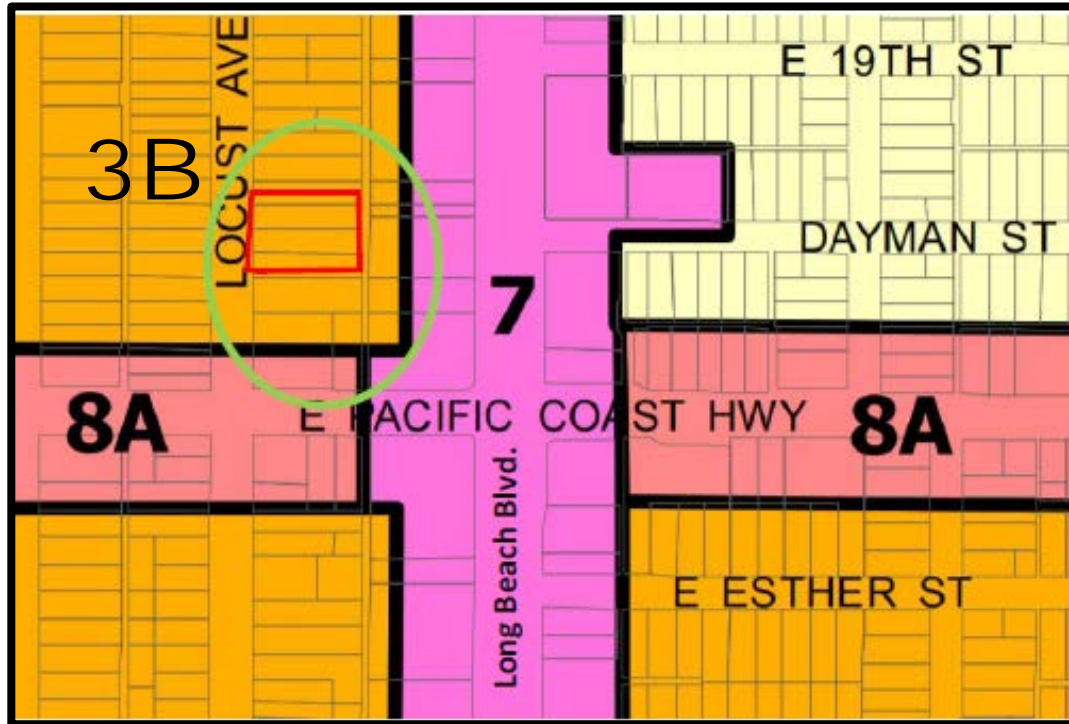 E 19TH ST
LOCUST AVE
3B
DAYMAN ST
7
8A
E PACIFIC COAST HWY
8A
Long Beach Blvd.
E ESTHER ST